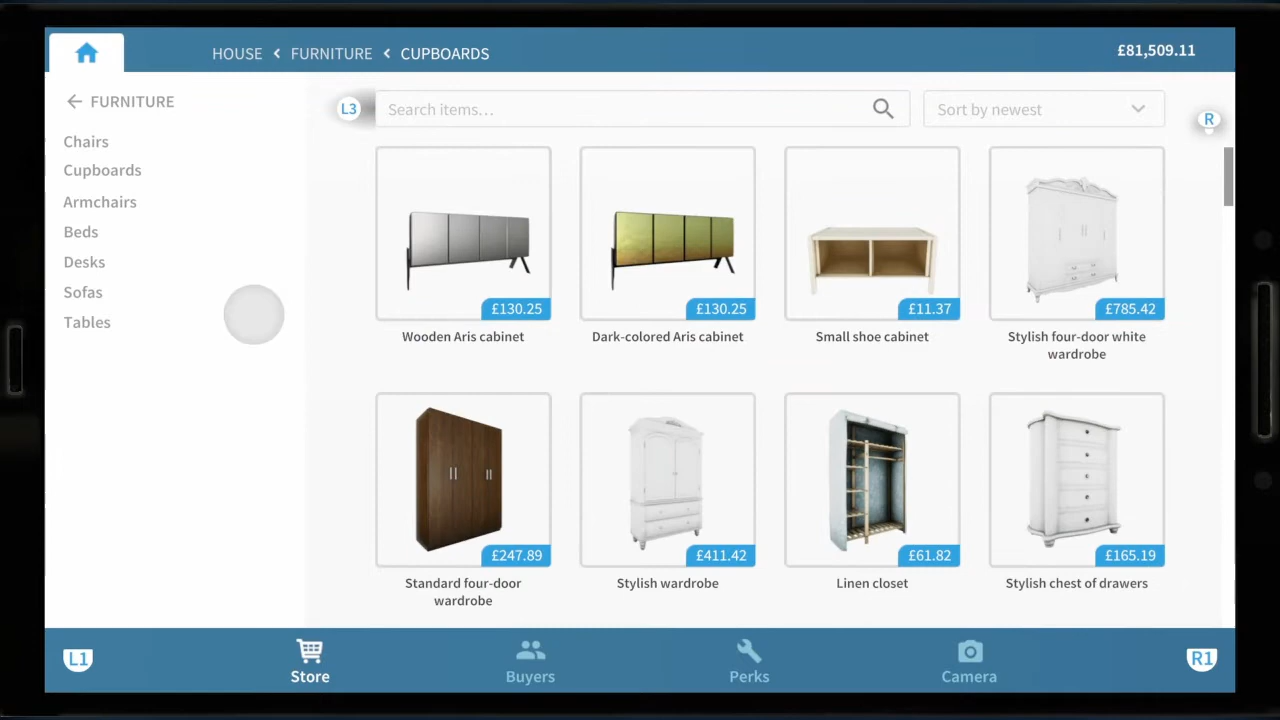 HOUSE < FURNITURE < CUPBOARDS
£81,509.11
FURNITURE
Chairs
Cupboards
Armchairs
Beds
Desks
Sofas
Tables
L3
Search items...
Sort by newest
R
£130.25
£130.25
£11.37
£785.42
Wooden Aris cabinet
Dark-colored Aris cabinet
Small shoe cabinet
Stylish four-door white
wardrobe
£247.89
£411.42
£61.82
£165.19
Standard four-door
wardrobe
Stylish wardrobe
Linen closet
Stylish chest of drawers
L1
Store
Buyers
Perks
Camera
R1